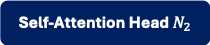 Self-Attention Head N₂